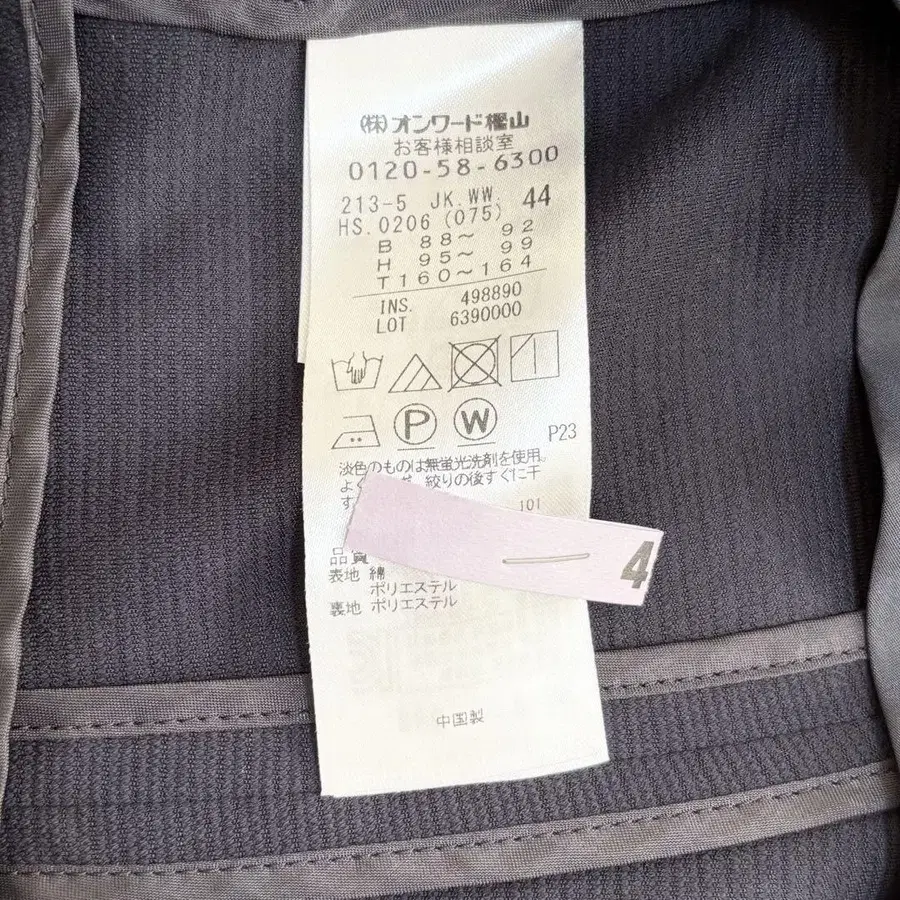 (株)オンワード樫山
お客様相談室
0120-58-6300
213-5 JK.WW. 44
HS.0206 (075)
B 88～ 92
H 95～ 99
T160～164
INS. 498890
LOT 6390000
P
W
P23
淡色のものは無蛍光洗剤を使用。
よく 絞りの後すぐに干
す
101
4
品質
表地 綿
ポリエステル
裏地 ポリエステル
中国製